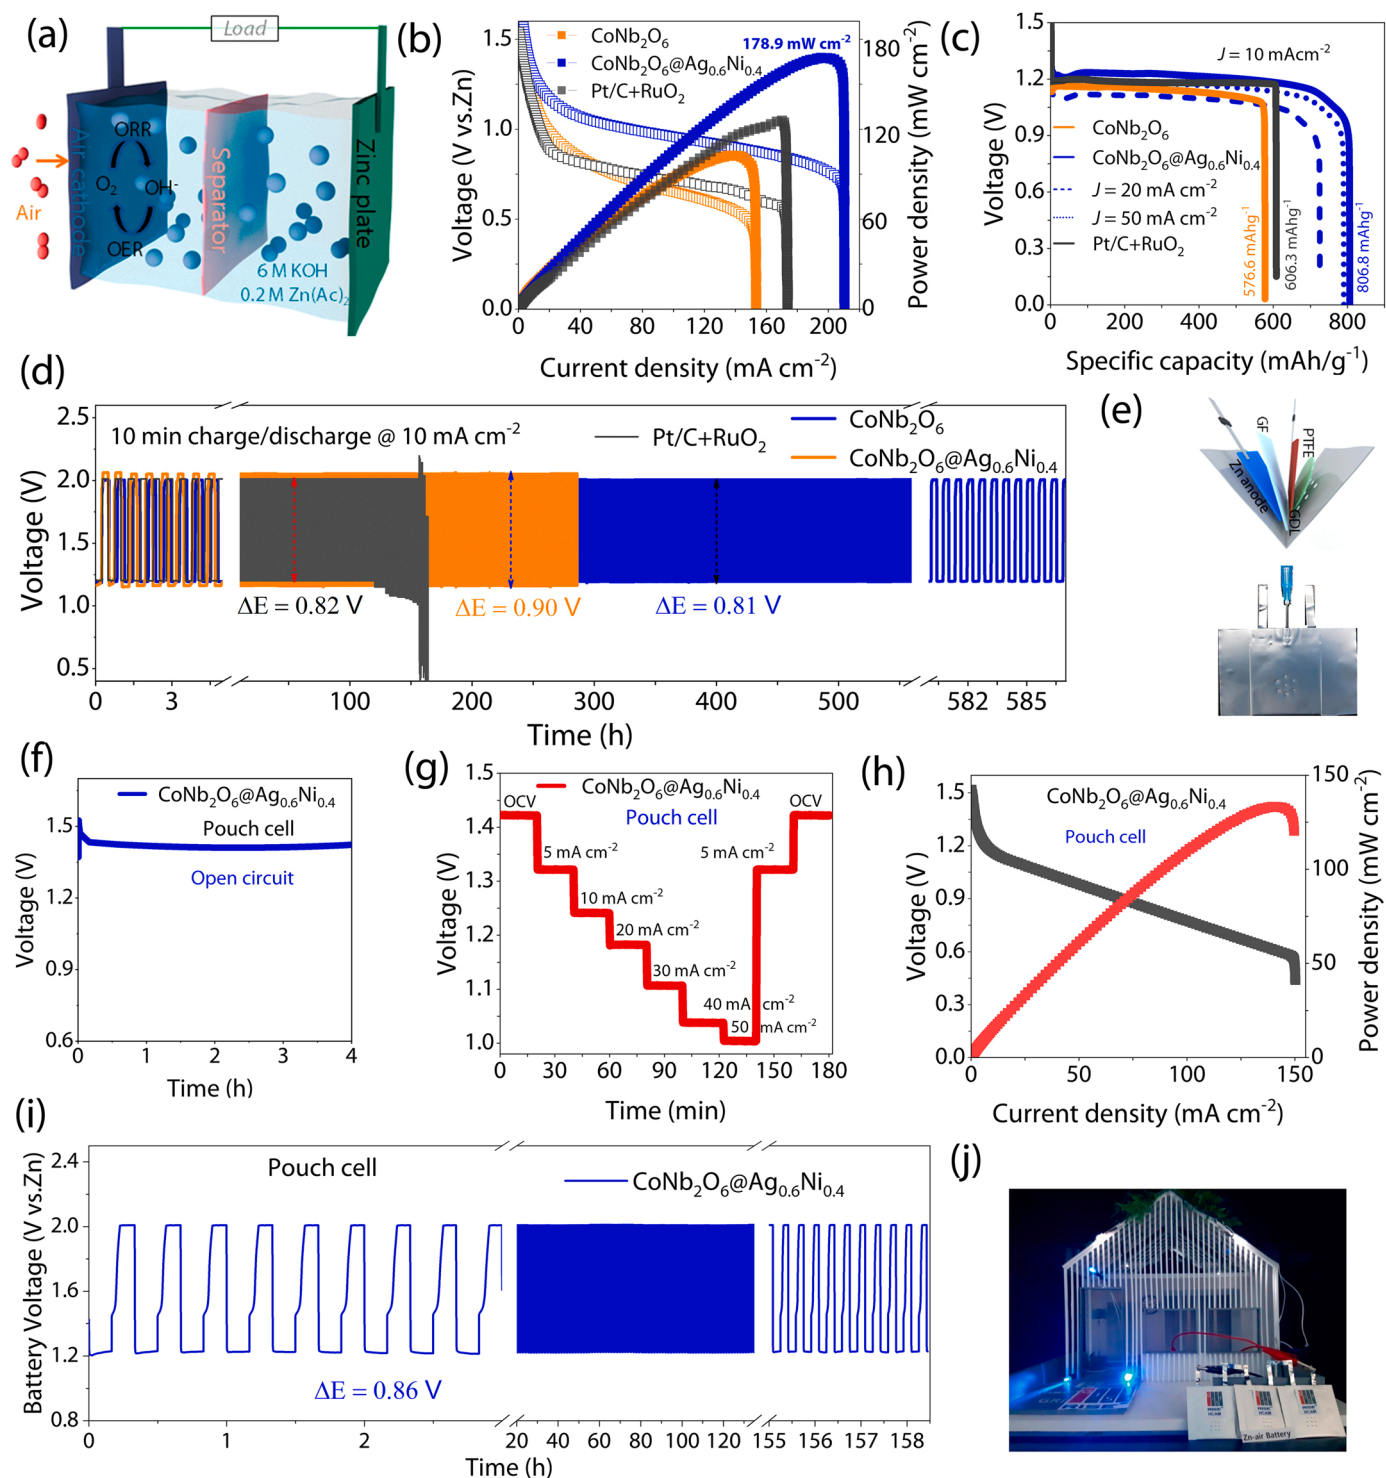 (a)
Load
Air
Air cathode
ORR
O2
OH-
OER
Separator
6 M KOH
0.2 M Zn(Ac)2
Zinc plate
(b)
Voltage (V vs.Zn)
1.5
1.0
0.5
0.0
CoNb2O6
CoNb2O6@Ag0.6Ni0.4
Pt/C+RuO2
178.9 mW cm-2
180
120
60
0
Power density (mW cm-2)
0 40 80 120 160 200
Current density (mA cm-2)
(c)
Voltage (V)
1.5
1.2
0.9
0.6
0.3
0.0
J = 10 mAcm-2
CoNb2O6
CoNb2O6@Ag0.6Ni0.4
J = 20 mA cm-2
J = 50 mA cm-2
Pt/C+RuO2
576.6 mAhg-1
606.3 mAhg-1
806.8 mAhg-1
0 200 400 600 800
Specific capacity (mAh/g-1)
(d)
Voltage (V)
2.5
2.0
1.5
1.0
0.5
10 min charge/discharge @ 10 mA cm-2
Pt/C+RuO2
CoNb2O6
CoNb2O6@Ag0.6Ni0.4
ΔE = 0.82 V
ΔE = 0.90 V
ΔE = 0.81 V
0 3 100 200 300 400 500 582 585
Time (h)
(e)
Zn anode
GF
PTFE
GDL
(f)
Voltage (V)
1.5
1.2
0.9
0.6
CoNb2O6@Ag0.6Ni0.4
Pouch cell
Open circuit
0 1 2 3 4
Time (h)
(g)
Voltage (V)
1.5
1.4
1.3
1.2
1.1
1.0
CoNb2O6@Ag0.6Ni0.4
OCV
OCV
Pouch cell
5 mA cm-2
5 mA cm-2
10 mA cm-2
20 mA cm-2
30 mA cm-2
40 mA cm-2
50 mA cm-2
0 30 60 90 120 150 180
Time (min)
(h)
Voltage (V)
1.5
1.2
0.9
0.6
0.3
0.0
CoNb2O6@Ag0.6Ni0.4
Pouch cell
150
100
50
0
Power density (mW cm-2)
0 50 100 150
Current density (mA cm-2)
(i)
Battery Voltage (V vs.Zn)
2.4
2.0
1.6
1.2
0.8
Pouch cell
CoNb2O6@Ag0.6Ni0.4
ΔE = 0.86 V
0 1 2 20 40 60 80 100 120 155 156 157 158
Time (h)
(j)
Zn-air Battery